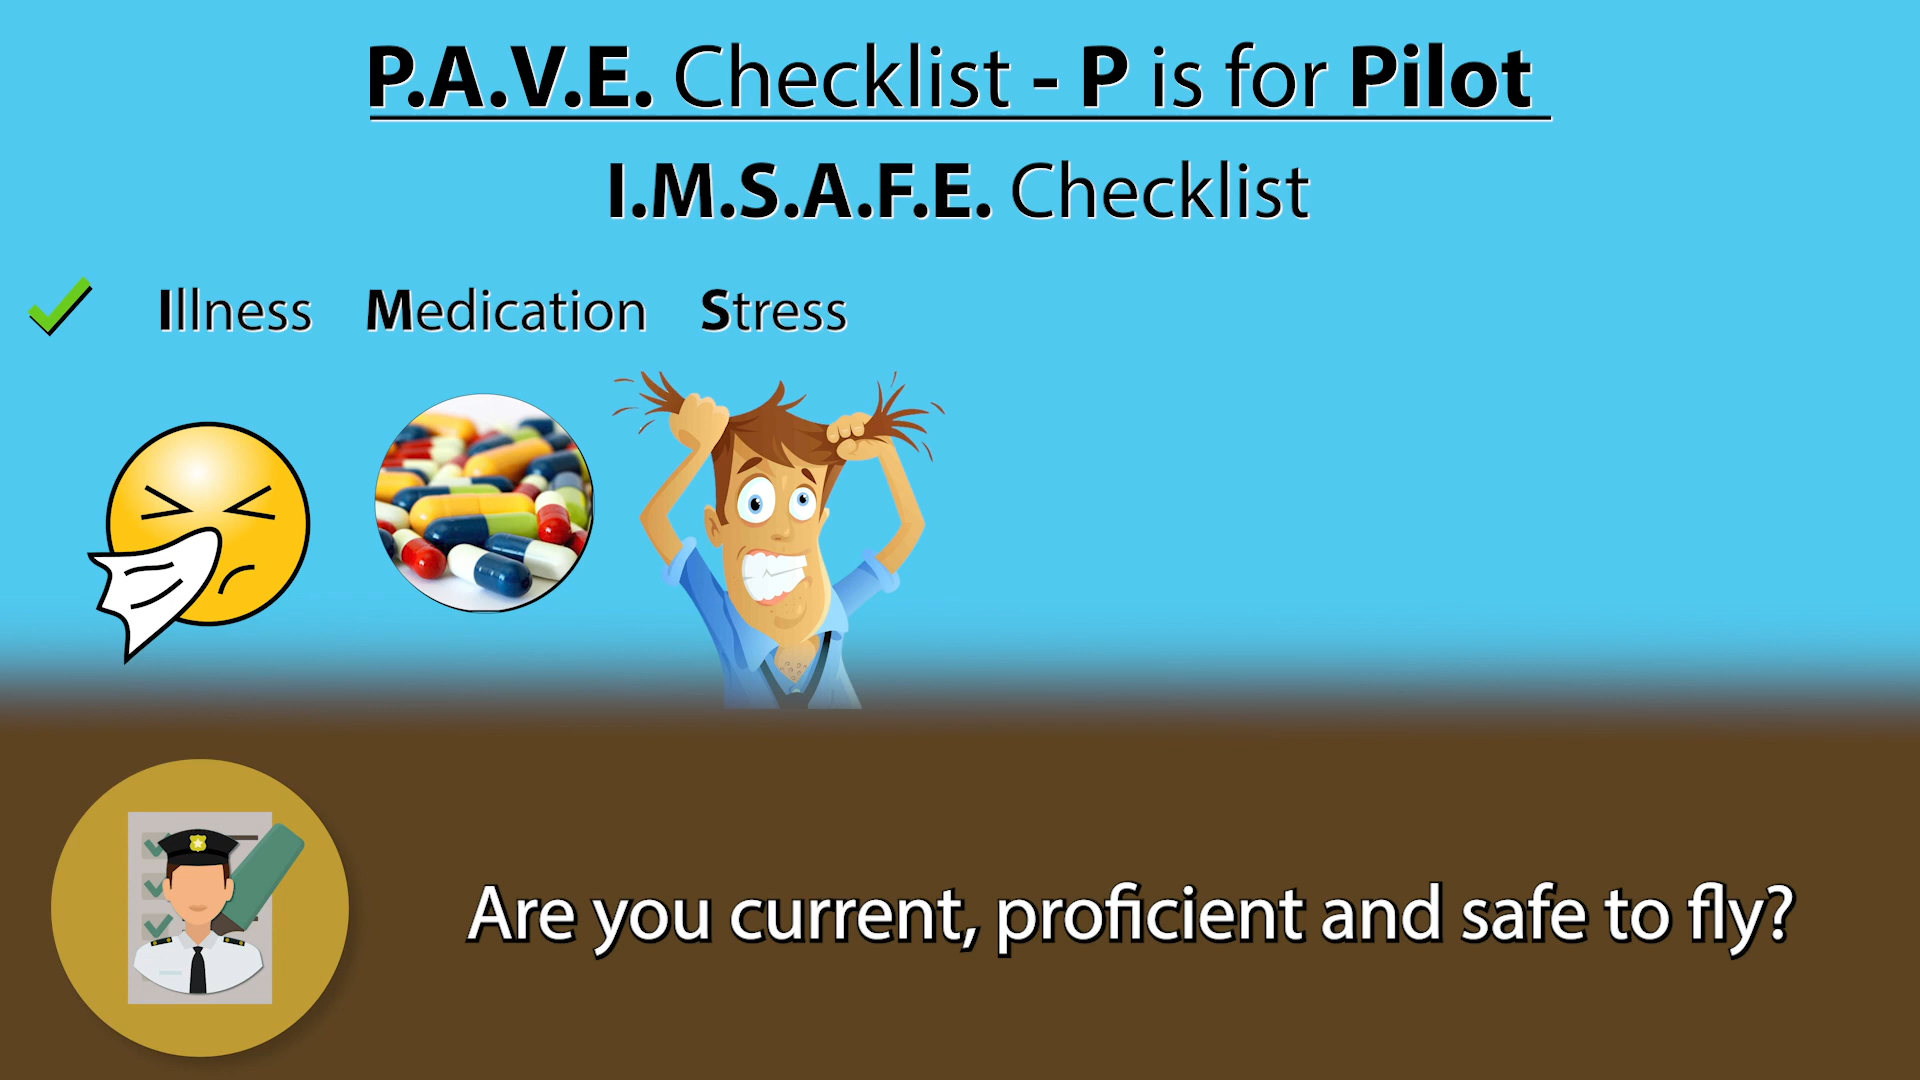 P.A.V.E. Checklist - P is for Pilot
I.M.S.A.F.E. Checklist
Illness Medication Stress
Are you current, proficient and safe to fly?